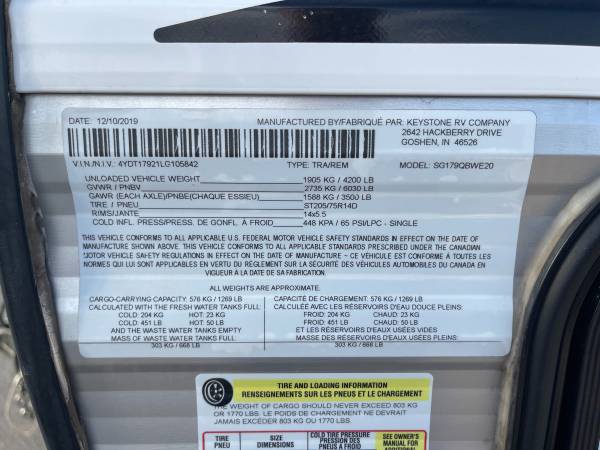 DATE: 12/10/2019
MANUFACTURED BY/FABRIQUÉ PAR: KEYSTONE RV COMPANY
2642 HACKBERRY DRIVE
GOSHEN, IN 46526
V.I.N./N.I.V.: 4YDT17921LG105842 TYPE: TRA/REM MODEL: SG179QBWE20
UNLOADED VEHICLE WEIGHT: 1905 KG / 4200 LB
GVWR / PNBV 2735 KG / 6030 LB
GAWR (EACH AXLE)/PNBE(CHAQUE ESSIEU) 1588 KG / 3500 LB
TIRE / PNEU ST205/75R14D
RIMS/JANTE 14x5.5
COLD INFL. PRESS/PRESS. DE GONFL. À FROID: 448 KPA / 65 PSI/LPC - SINGLE
THIS VEHICLE CONFORMS TO ALL APPLICABLE U.S. FEDERAL MOTOR VEHICLE SAFETY STANDARDS IN EFFECT ON THE DATE OF
MANUFACTURE SHOWN ABOVE. THIS VEHICLE CONFORMS TO ALL APPLICABLE STANDARDS PRESCRIBED UNDER THE CANADIAN
MOTOR VEHICLE SAFETY REGULATIONS IN EFFECT ON THE DATE OF MANUFACTURE ~ CE VÉHICULE EST CONFORME À TOUTES LES NORMES QUI LUI SONT
APPLICABLES EN VERTU DU RÈGLEMENT SUR LA SÉCURITÉ DES VÉHICULES AUTOMOBILES DU CANADA EN
VIGUEUR À LA DATE DE SA FABRICATION.
ALL WEIGHTS ARE MAXIMUM:
CARGO-CARRYING CAPACITY: 576 KG / 1269 LB
CALCULATED WITH THE FRESH WATER TANKS FULL:
COLD: 204 KG HOT: 23 KG
COLD: 451 LB HOT: 50 LB
AND THE WASTE WATER TANKS EMPTY
MASS OF WASTE WATER TANKS FULL:
303 KG / 668 LB
CAPACITÉ DE CHARGEMENT: 576 KG / 1269 LB
CALCULÉE AVEC LES RÉSERVOIRS D'EAU DOUCE PLEINS:
FROID: 204 KG CHAUD: 23 KG
FROID: 451 LB CHAUD: 50 LB
ET LES RÉSERVOIRS D'EAUX USÉES VIDES
MASSE DES RÉSERVOIRS D'EAUX USÉES PLEINS:
303 KG / 668 LB
TIRE AND LOADING INFORMATION
RENSEIGNEMENTS SUR LES PNEUS ET LE CHARGEMENT
THE WEIGHT OF CARGO SHOULD NEVER EXCEED 803 KG
OR 1770 LBS. LE POIDS DE CHARGEMENT NE DEVRAIT
JAMAIS EXCÉDER 803 KG OU 1770 LBS.
TIRE
PNEU
SIZE
DIMENSIONS
COLD TIRE PRESSURE
PRESSION DES
PNEUS À FROID
SEE OWNER'S
MANUAL FOR
ADDITIONAL